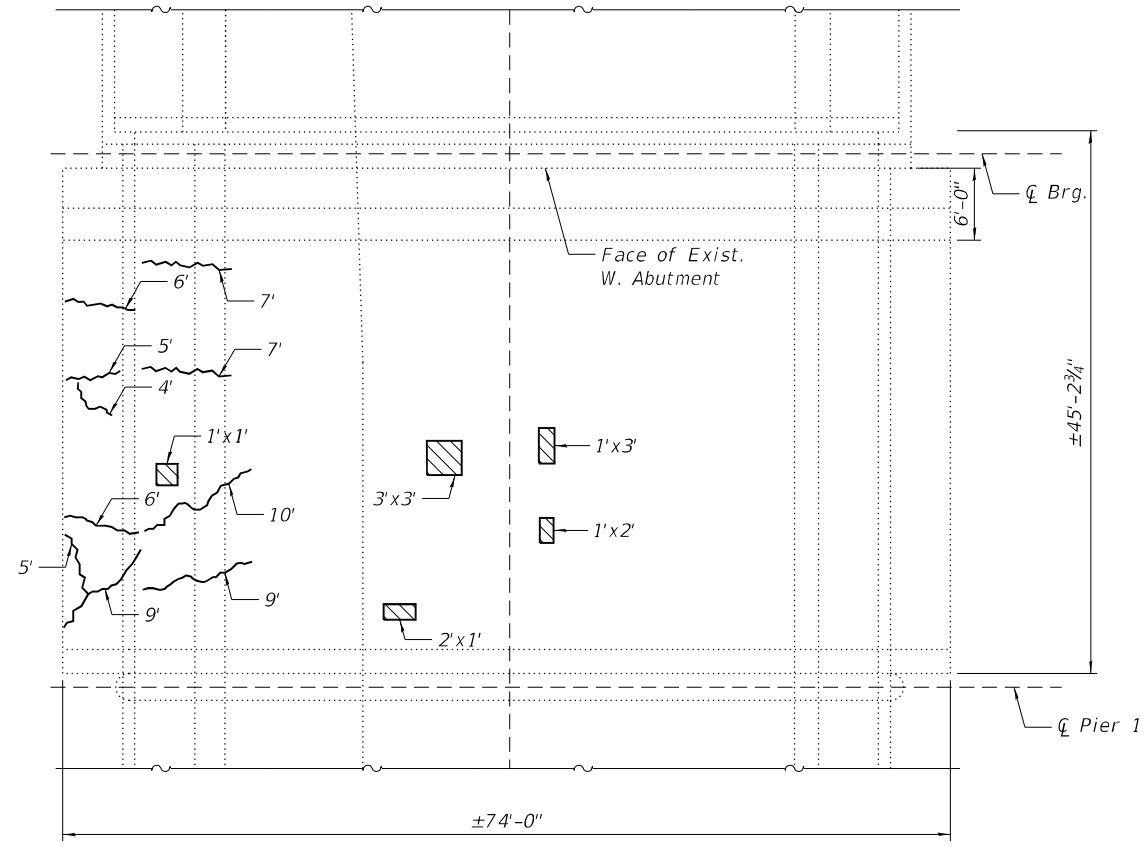 ℄ Brg.
6'-0"
Face of Exist.
W. Abutment
6'
7'
5'
7'
4'
±45'-2¾"
1'x1'
1'x3'
3'x3'
6'
10'
1'x2'
5'
9'
9'
2'x1'
℄ Pier 1
±74'-0"